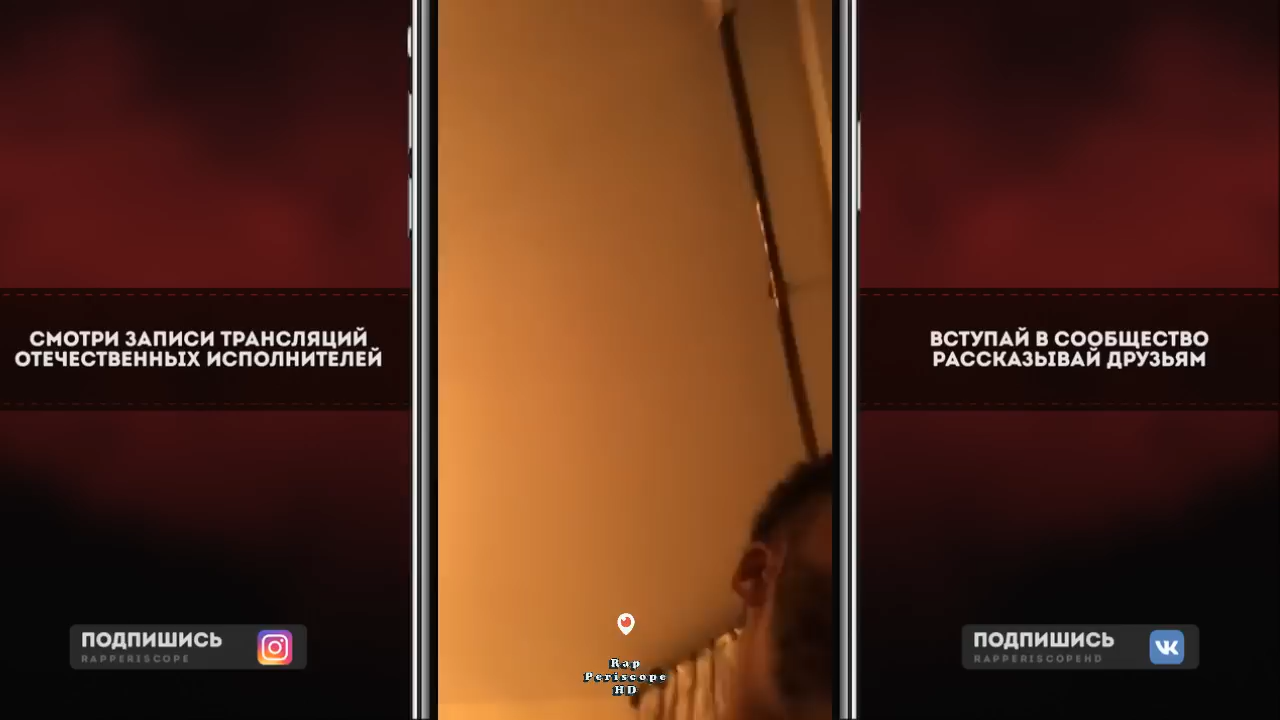 СМОТРИ ЗАПИСИ ТРАНСЛЯЦИЙ
ОТЕЧЕСТВЕННЫХ ИСПОЛНИТЕЛЕЙ
ВСТУПАЙ В СООБЩЕСТВО
РАССКАЗЫВАЙ ДРУЗЬЯМ
ПОДПИШИСЬ
RAPPERISCOPE
Rap
Periscope
HD
ПОДПИШИСЬ
RAPPERISCOPEHD